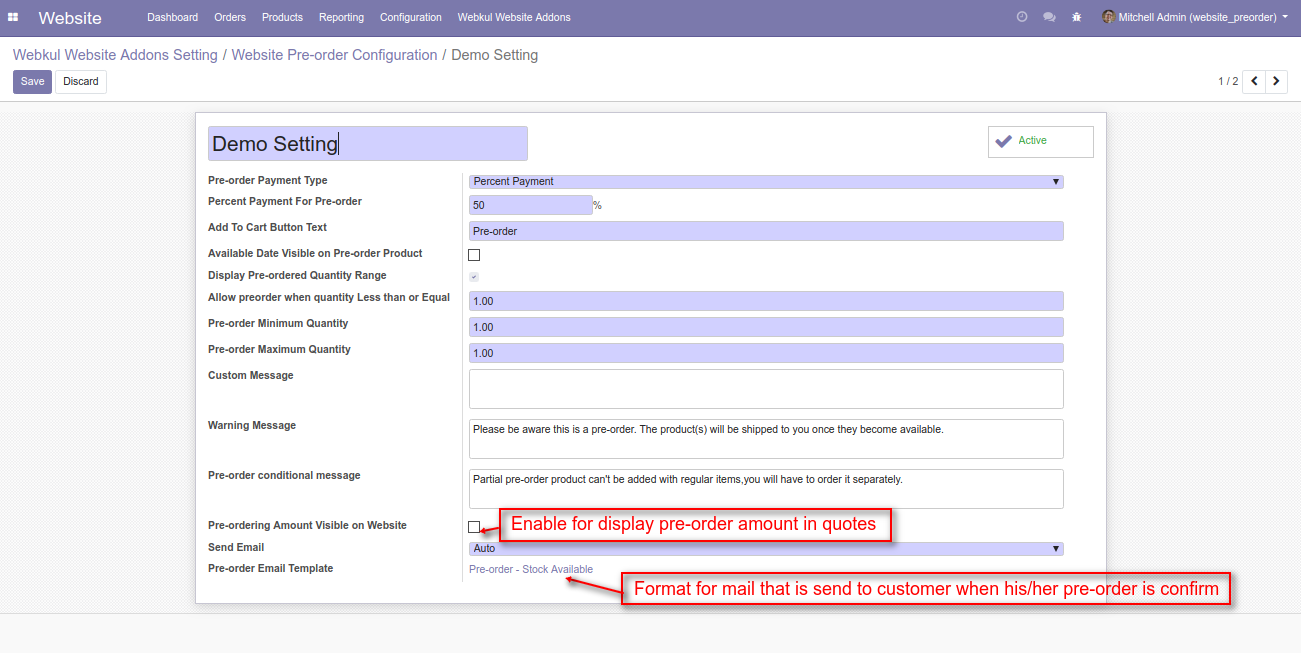 Website Dashboard Orders Products Reporting Configuration Webkul Website Addons Mitchell Admin (website_preorder)
Webkul Website Addons Setting / Website Pre-order Configuration / Demo Setting
Save Discard 1 / 2
Demo Setting Active
Pre-order Payment Type Percent Payment
Percent Payment For Pre-order 50 %
Add To Cart Button Text Pre-order
Available Date Visible on Pre-order Product
Display Pre-ordered Quantity Range
Allow preorder when quantity Less than or Equal 1.00
Pre-order Minimum Quantity 1.00
Pre-order Maximum Quantity 1.00
Custom Message
Warning Message Please be aware this is a pre-order. The product(s) will be shipped to you once they become available.
Pre-order conditional message Partial pre-order product can't be added with regular items,you will have to order it separately.
Pre-ordering Amount Visible on Website Enable for display pre-order amount in quotes
Send Email Auto
Pre-order Email Template Pre-order - Stock Available
Format for mail that is send to customer when his/her pre-order is confirm